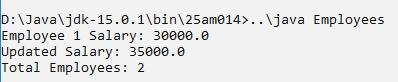 D:\Java\jdk-15.0.1\bin\25am014>..\java Employees
Employee 1 Salary: 30000.0
Updated Salary: 35000.0
Total Employees: 2